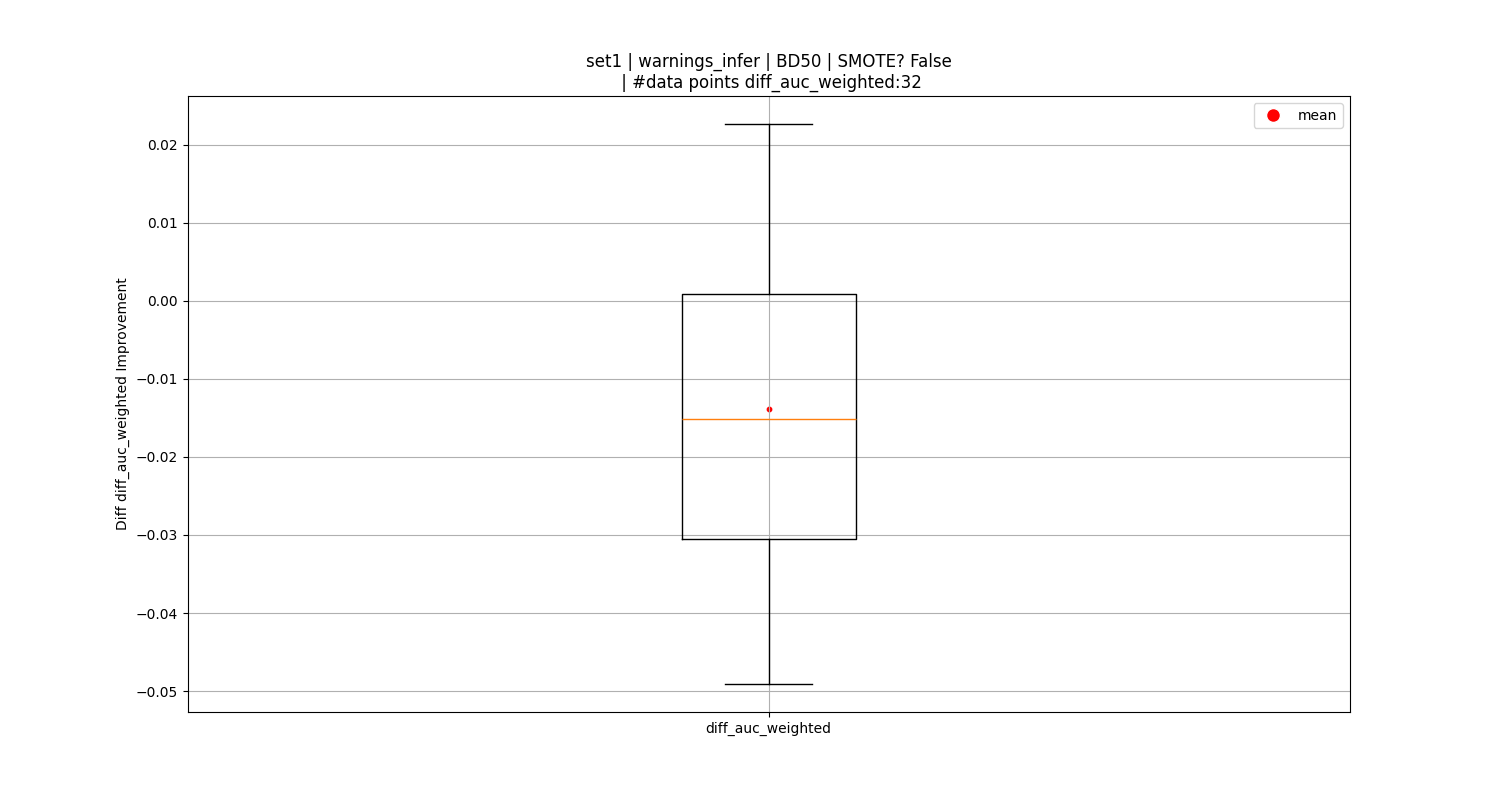 set1 | warnings_infer | BD50 | SMOTE? False
| #data points diff_auc_weighted:32
mean
0.02
0.01
0.00
−0.01
−0.02
−0.03
−0.04
−0.05
Diff diff_auc_weighted Improvement
diff_auc_weighted